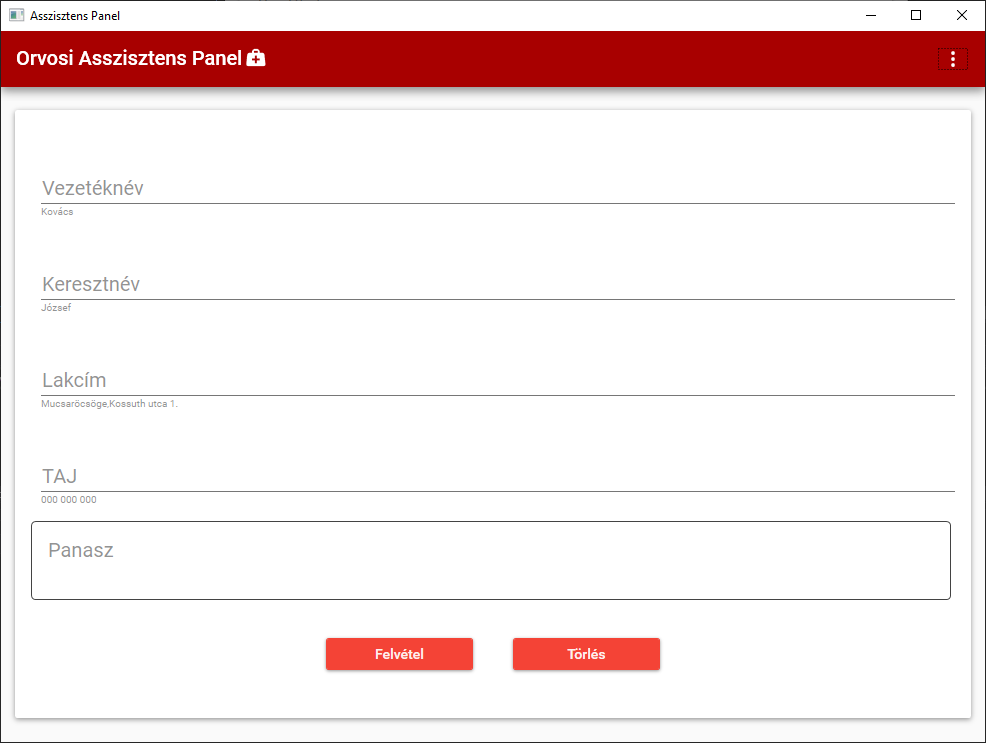 Asszisztens Panel
Orvosi Asszisztens Panel
Vezetéknév
Kovács
Keresztnév
József
Lakcím
Mucsaröcsöge,Kossuth utca 1.
TAJ
000 000 000
Panasz
Felvétel Törlés